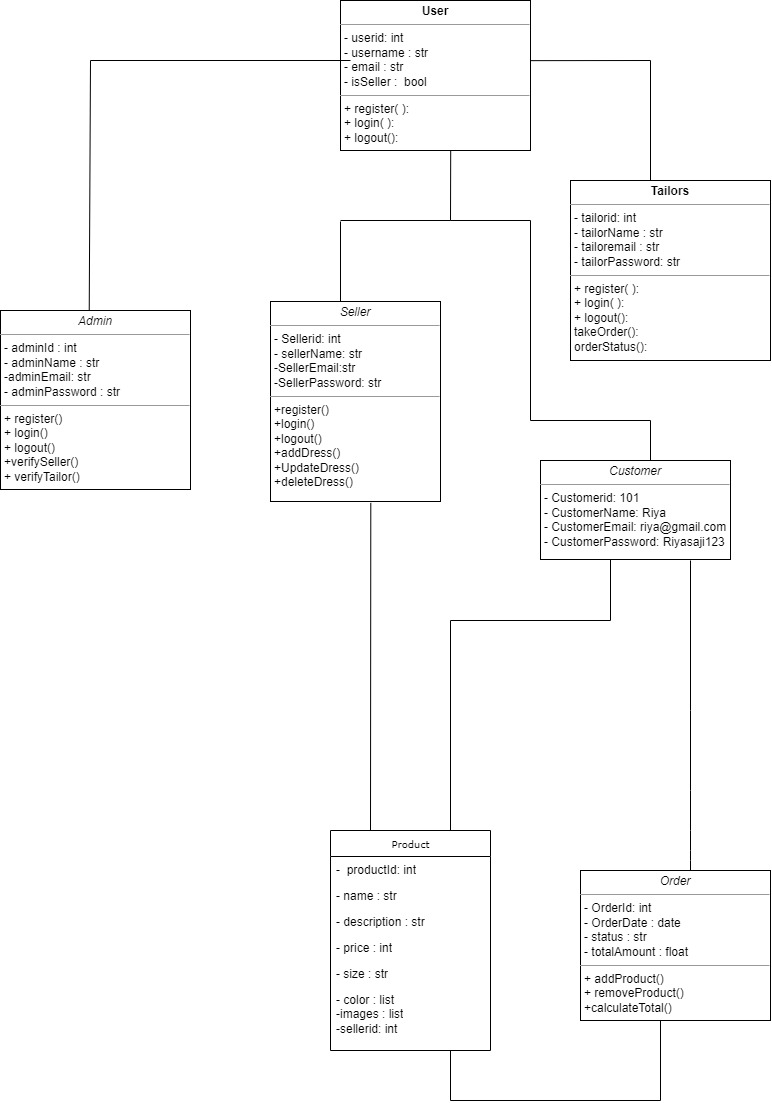 User
- userid: int
- username : str
- email : str
- isSeller :  bool
+ register( ):
+ login( ):
+ logout():
Tailors
- tailorid: int
- tailorName : str
- tailoremail : str
- tailorPassword: str
+ register( ):
+ login( ):
+ logout():
takeOrder():
orderStatus():
Admin
- adminId : int
- adminName : str
-adminEmail: str
- adminPassword : str
+ register()
+ login()
+ logout()
+verifySeller()
+ verifyTailor()
Seller
- Sellerid: int
- sellerName: str
-SellerEmail:str
-SellerPassword: str
+register()
+login()
+logout()
+addDress()
+UpdateDress()
+deleteDress()
Customer
- Customerid: 101
- CustomerName: Riya
- CustomerEmail: riya@gmail.com
- CustomerPassword: Riyasaji123
Product
-  productId: int
- name : str
- description : str
- price : int
- size : str
- color : list
-images : list
-sellerid: int
Order
- OrderId: int
- OrderDate : date
- status : str
- totalAmount : float
+ addProduct()
+ removeProduct()
+calculateTotal()